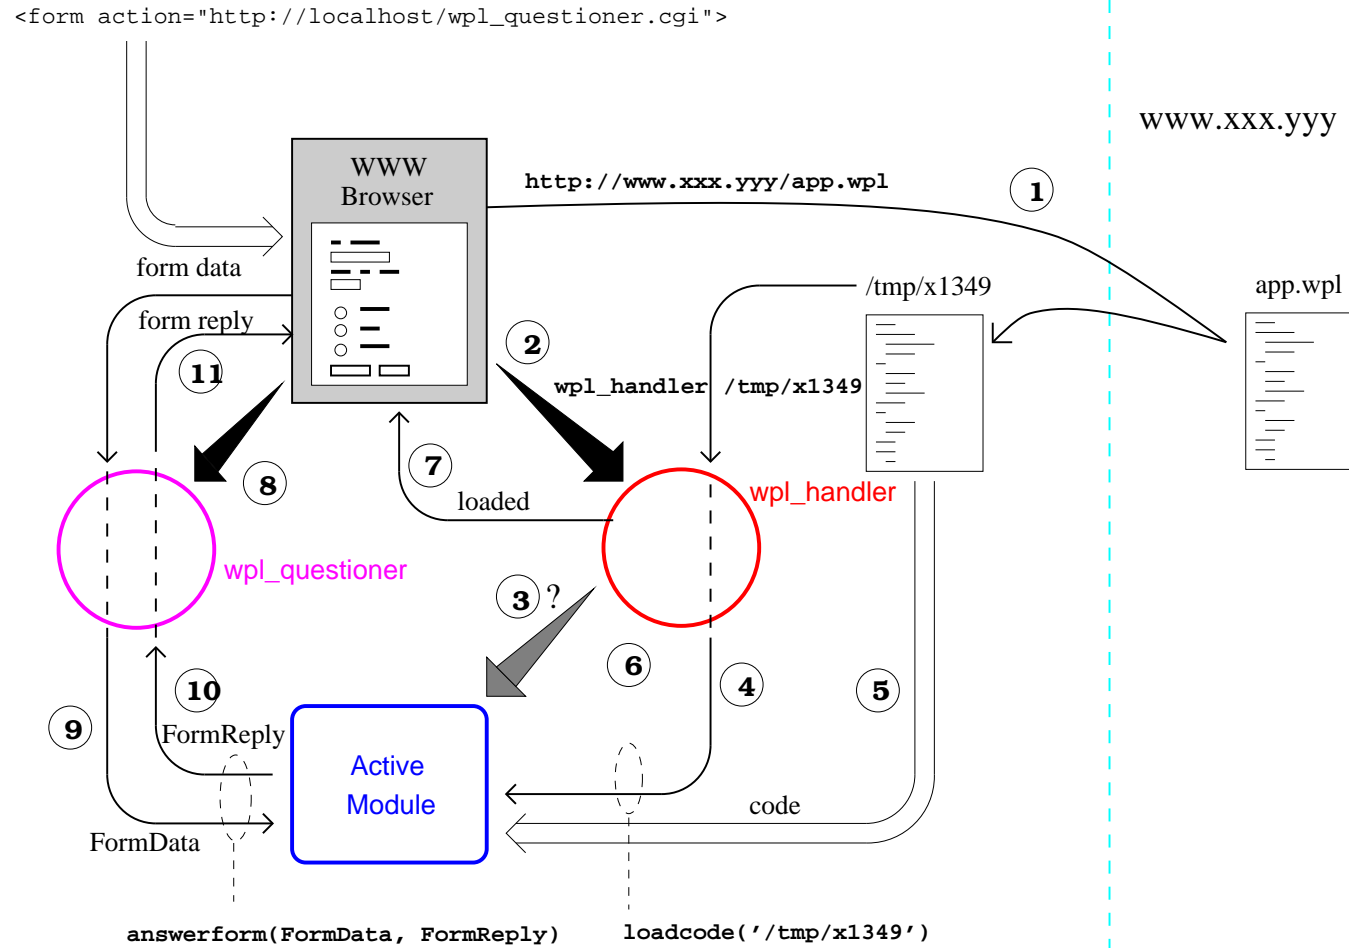 <form action="http://localhost/wpl_questioner.cgi">
www.xxx.yyy
WWW
Browser
http://www.xxx.yyy/app.wpl
1
form data
/tmp/x1349
app.wpl
form reply
2
11
wpl_handler /tmp/x1349
7
8
loaded
wpl_handler
wpl_questioner
3 ?
6
4
5
10
9
FormReply
Active
Module
code
FormData
answerform(FormData, FormReply)
loadcode('/tmp/x1349')